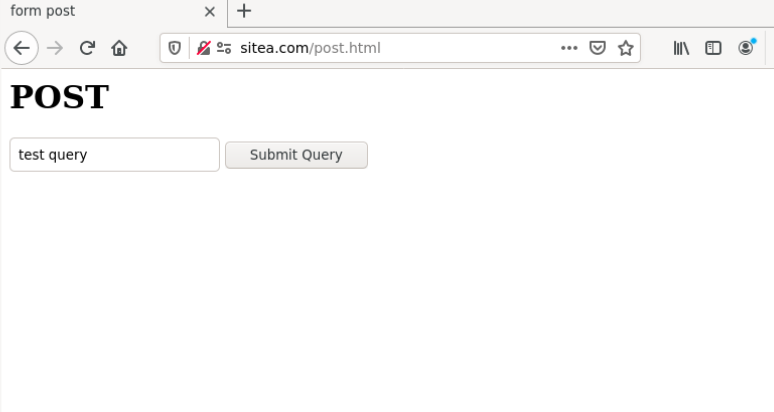 form post
sitea.com/post.html
POST
test query Submit Query